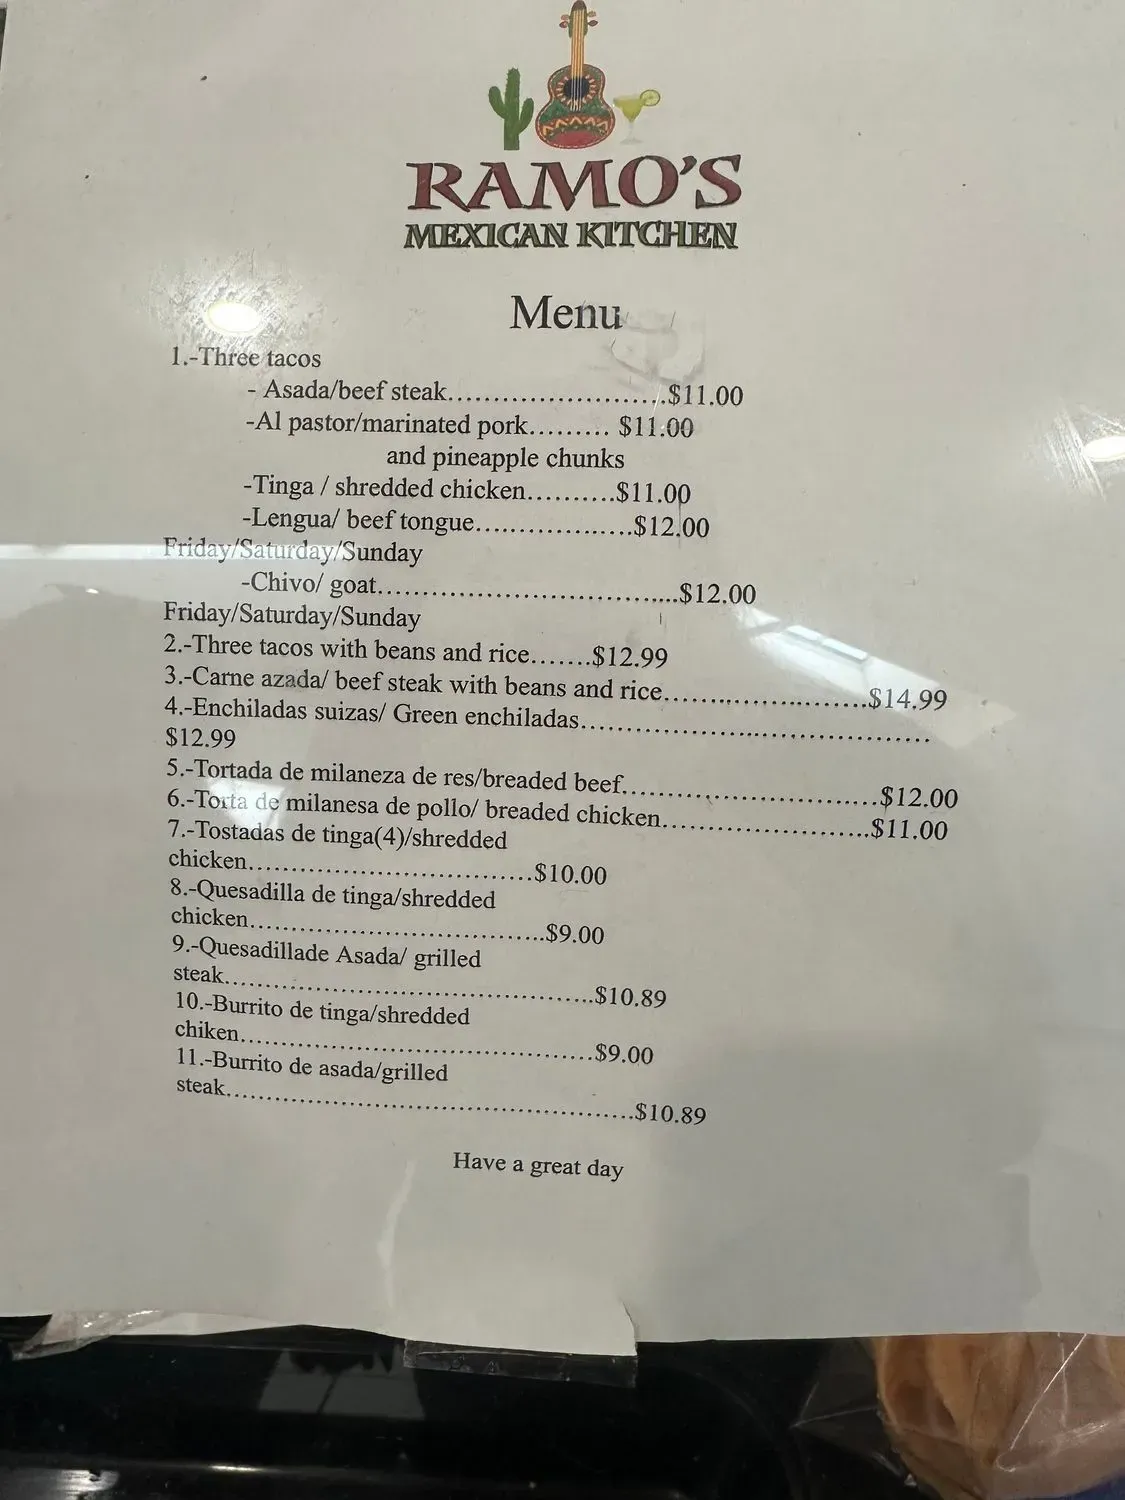 RAMO'S
MEXICAN KITCHEN
Menu
1.-Three tacos
- Asada/beef steak..........................$11.00
-Al pastor/marinated pork......... $11.00
and pineapple chunks
-Tinga / shredded chicken..........$11.00
-Lengua/ beef tongue...................$12.00
Friday/Saturday/Sunday
-Chivo/ goat....................................$12.00
Friday/Saturday/Sunday
2.-Three tacos with beans and rice.......$12.99
3.-Carne azada/ beef steak with beans and rice.........................$14.99
4.-Enchiladas suizas/ Green enchiladas..........................................
$12.99
5.-Tortada de milaneza de res/breaded beef...............................$12.00
6.-Torta de milanesa de pollo/ breaded chicken.........................$11.00
7.-Tostadas de tinga(4)/shredded
chicken..................................$10.00
8.-Quesadilla de tinga/shredded
chicken....................................$9.00
9.-Quesadillade Asada/ grilled
steak.............................................$10.89
10.-Burrito de tinga/shredded
chiken...........................................$9.00
11.-Burrito de asada/grilled
steak.................................................$10.89
Have a great day